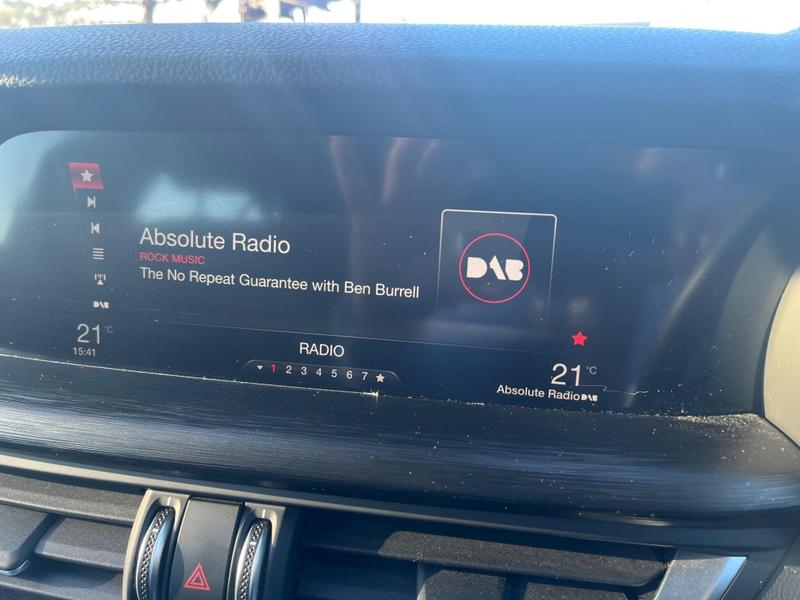 Absolute Radio
ROCK MUSIC
The No Repeat Guarantee with Ben Burrell
DAB
DAB
21°C
15:41
RADIO
1 2 3 4 5 6 7
21°C
Absolute Radio DAB